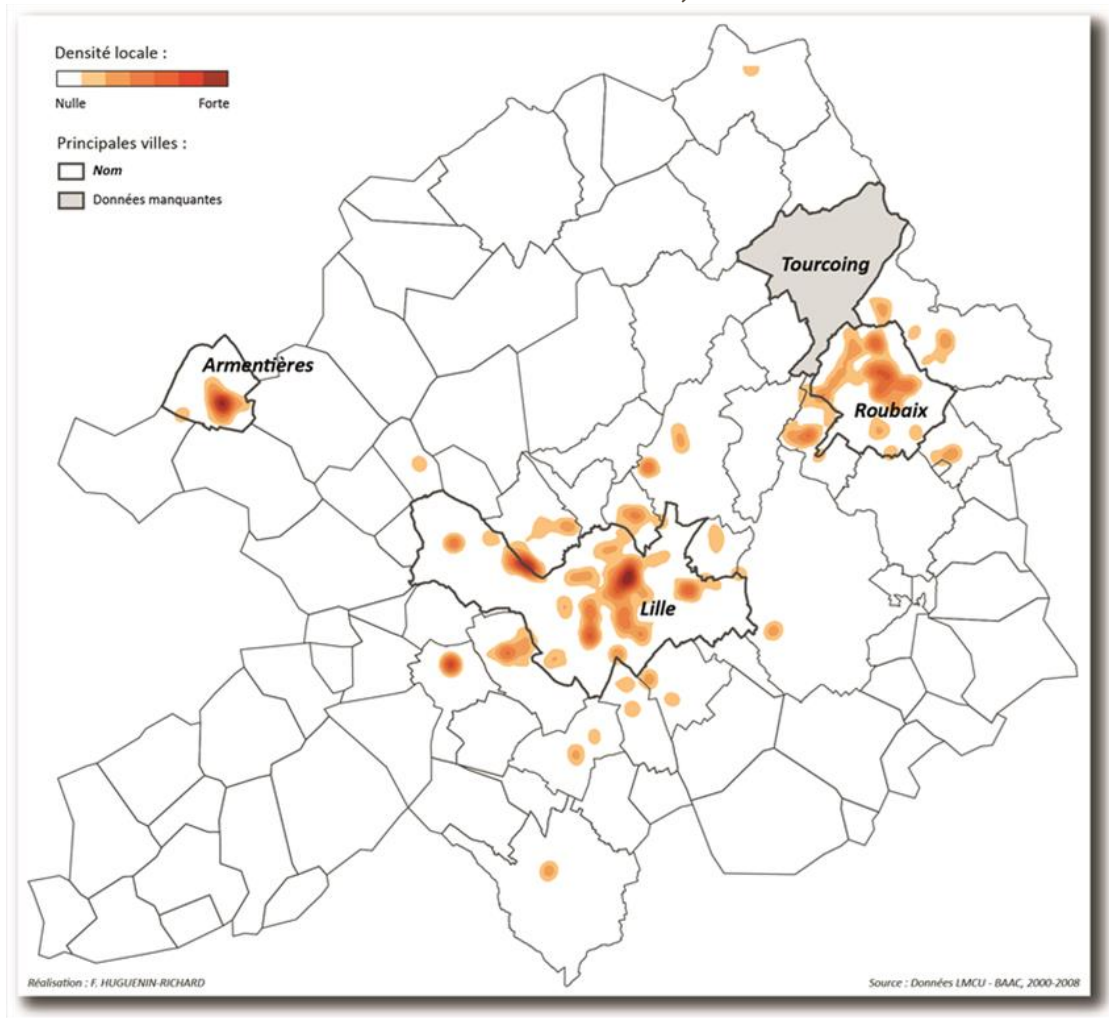 Densité locale :
Nulle
Forte
Principales villes :
Nom
Données manquantes
Tourcoing
Armentières
Roubaix
Lille
Réalisation : F. HUGUENIN-RICHARD
Source : Données LMCU - BAAC, 2000-2008